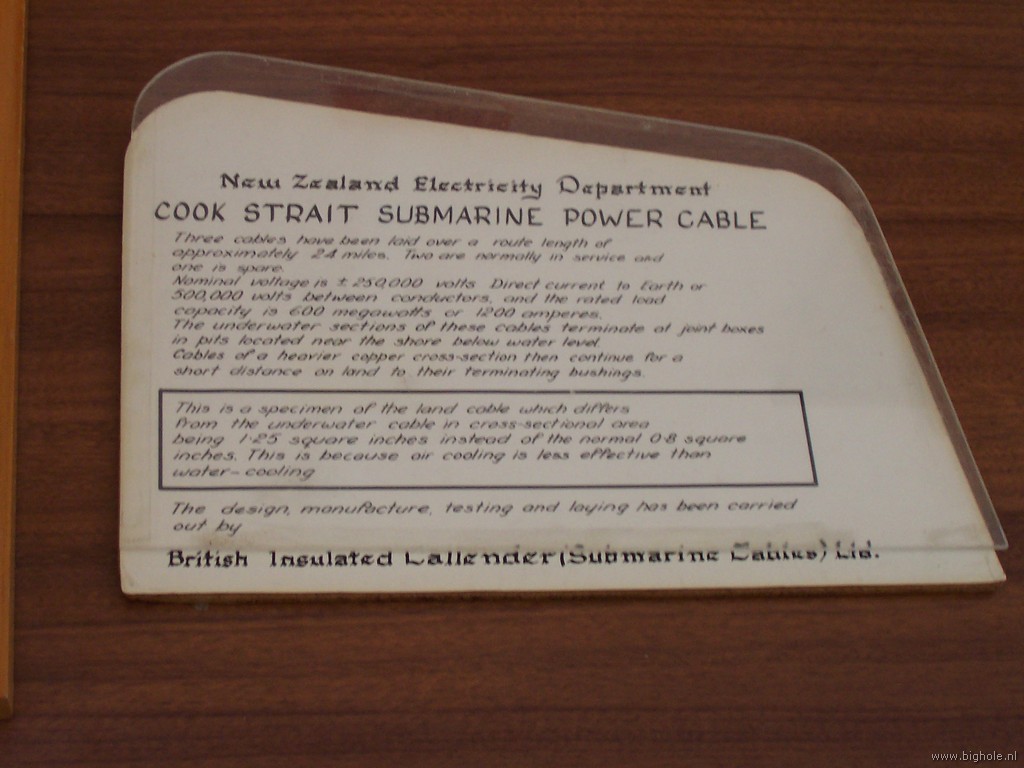 New Zealand Electricity Department
COOK STRAIT SUBMARINE POWER CABLE
Three cables have been laid over a route length of
approximately 24 miles. Two are normally in service and
one is spare.
Nominal voltage is ± 250,000 volts Direct current to Earth or
500,000 volts between conductors, and the rated load
capacity is 600 megawatts or 1200 amperes.
The underwater sections of these cables terminate at joint boxes
in pits located near the shore below water level.
Cables of a heavier copper cross-section then continue for a
short distance on land to their terminating bushings.
This is a specimen of the land cable which differs
from the underwater cable in cross-sectional area
being 1·25 square inches instead of the normal 0·8 square
inches. This is because air cooling is less effective than
water-cooling
The design, manufacture, testing and laying has been carried
out by
British Insulated Callender (Submarine Cables) Ltd.
www.bighole.nl